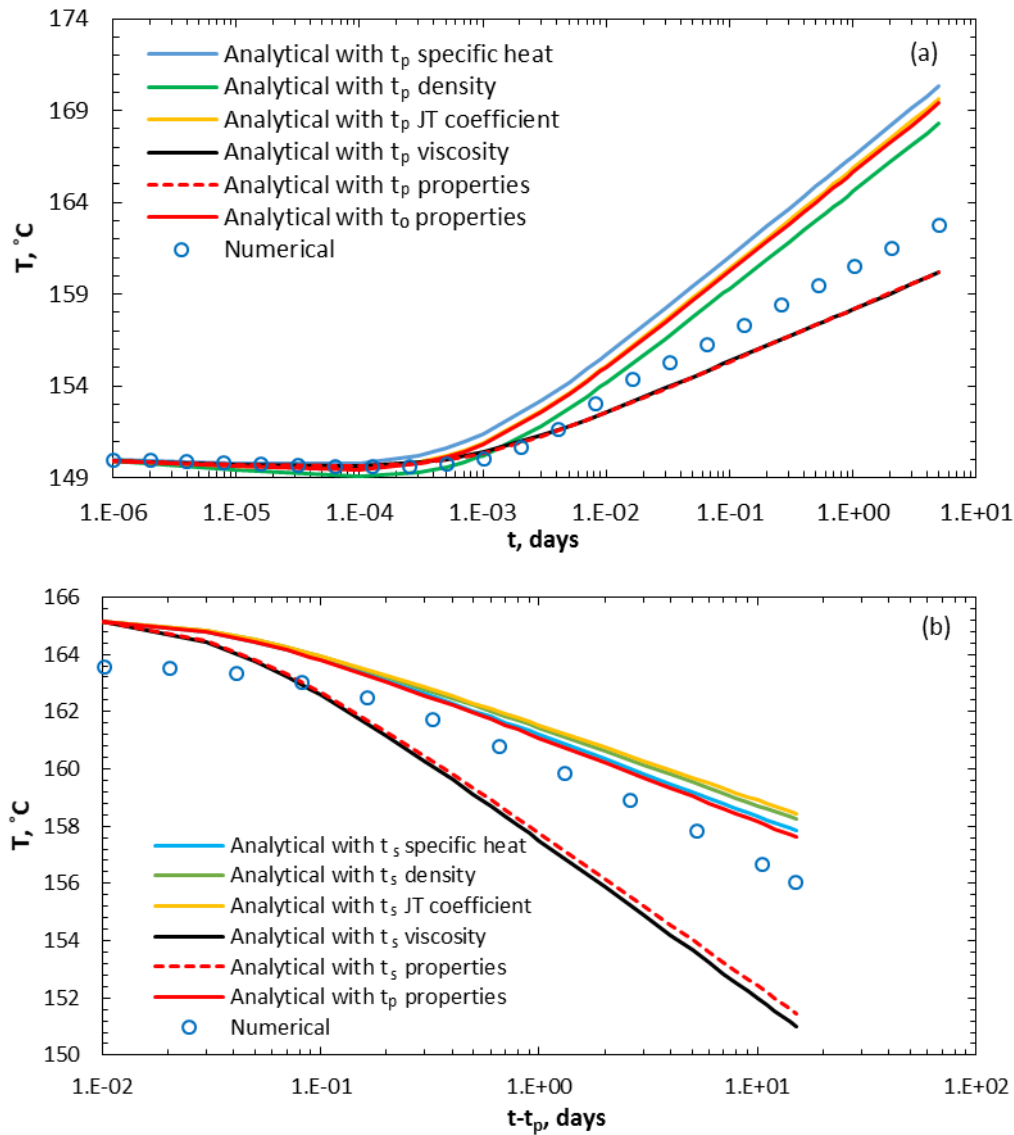 174
169
164
159
154
149
T, ˚C
(a)
Analytical with tp specific heat
Analytical with tp density
Analytical with tp JT coefficient
Analytical with tp viscosity
Analytical with tp properties
Analytical with t0 properties
Numerical
1.E-06 1.E-05 1.E-04 1.E-03 1.E-02 1.E-01 1.E+00 1.E+01
t, days
166
164
162
160
158
156
154
152
150
T, ˚C
(b)
Analytical with ts specific heat
Analytical with ts density
Analytical with ts JT coefficient
Analytical with ts viscosity
Analytical with ts properties
Analytical with tp properties
Numerical
1.E-02 1.E-01 1.E+00 1.E+01 1.E+02
t-tp, days